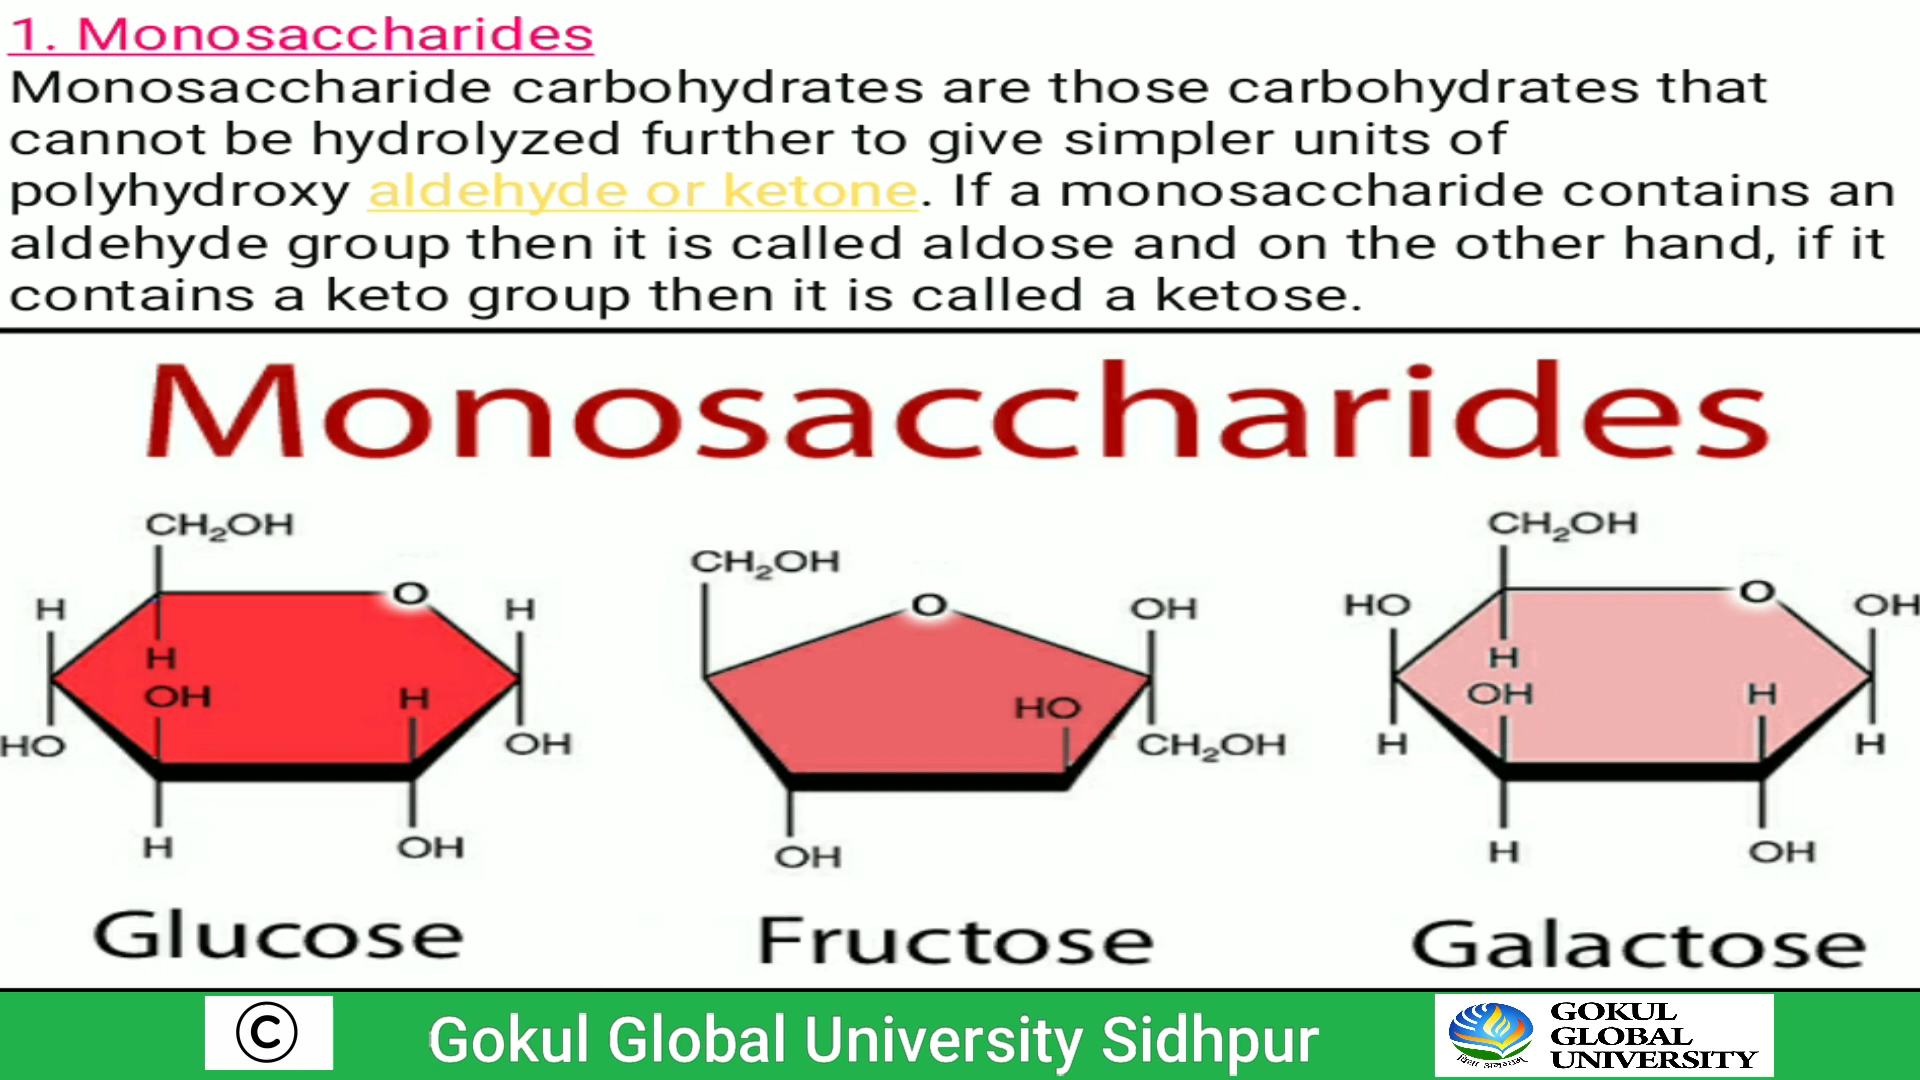 1. Monosaccharides
Monosaccharide carbohydrates are those carbohydrates that
cannot be hydrolyzed further to give simpler units of
polyhydroxy aldehyde or ketone. If a monosaccharide contains an
aldehyde group then it is called aldose and on the other hand, if it
contains a keto group then it is called a ketose.
Monosaccharides
CH₂OH
O
H
H
H
OH
H
HO
OH
H
OH
Glucose
CH₂OH
O
OH
HO
CH₂OH
OH
Fructose
CH₂OH
O
HO
OH
H
OH
H
H
H
H
OH
Galactose
©
Gokul Global University Sidhpur
GOKUL
GLOBAL
UNIVERSITY